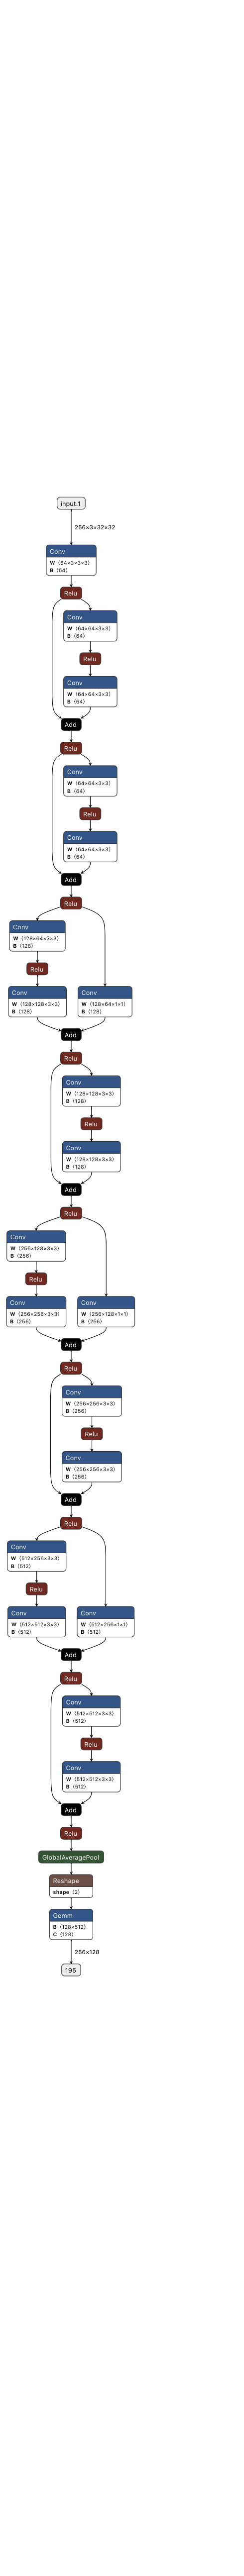 input.1
256×3×32×32
Conv
W ⟨64×3×3×3⟩
B ⟨64⟩
Relu
Conv
W ⟨64×64×3×3⟩
B ⟨64⟩
Relu
Conv
W ⟨64×64×3×3⟩
B ⟨64⟩
Add
Relu
Conv
W ⟨64×64×3×3⟩
B ⟨64⟩
Relu
Conv
W ⟨64×64×3×3⟩
B ⟨64⟩
Add
Relu
Conv
W ⟨128×64×3×3⟩
B ⟨128⟩
Relu
Conv
W ⟨128×128×3×3⟩
B ⟨128⟩
Conv
W ⟨128×64×1×1⟩
B ⟨128⟩
Add
Relu
Conv
W ⟨128×128×3×3⟩
B ⟨128⟩
Relu
Conv
W ⟨128×128×3×3⟩
B ⟨128⟩
Add
Relu
Conv
W ⟨256×128×3×3⟩
B ⟨256⟩
Relu
Conv
W ⟨256×256×3×3⟩
B ⟨256⟩
Conv
W ⟨256×128×1×1⟩
B ⟨256⟩
Add
Relu
Conv
W ⟨256×256×3×3⟩
B ⟨256⟩
Relu
Conv
W ⟨256×256×3×3⟩
B ⟨256⟩
Add
Relu
Conv
W ⟨512×256×3×3⟩
B ⟨512⟩
Relu
Conv
W ⟨512×512×3×3⟩
B ⟨512⟩
Conv
W ⟨512×256×1×1⟩
B ⟨512⟩
Add
Relu
Conv
W ⟨512×512×3×3⟩
B ⟨512⟩
Relu
Conv
W ⟨512×512×3×3⟩
B ⟨512⟩
Add
Relu
GlobalAveragePool
Reshape
shape ⟨2⟩
Gemm
B ⟨128×512⟩
C ⟨128⟩
256×128
195